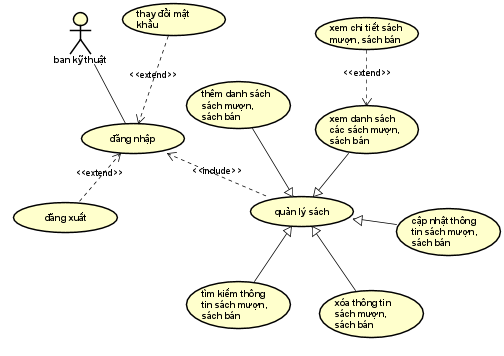 thay đổi mật
khẩu
ban kỹ thuật
<<extend>>
xem chi tiết sách
mượn, sách bán
<<extend>>
thêm danh sách
sách mượn,
sách bán
xem danh sách
các sách mượn,
sách bán
đăng nhập
<<extend>>
<<include>>
đăng xuất
quản lý sách
cập nhật thông
tin sách mượn,
sách bán
tìm kiếm thông
tin sách mượn,
sách bán
xóa thông tin
sách mượn,
sách bán